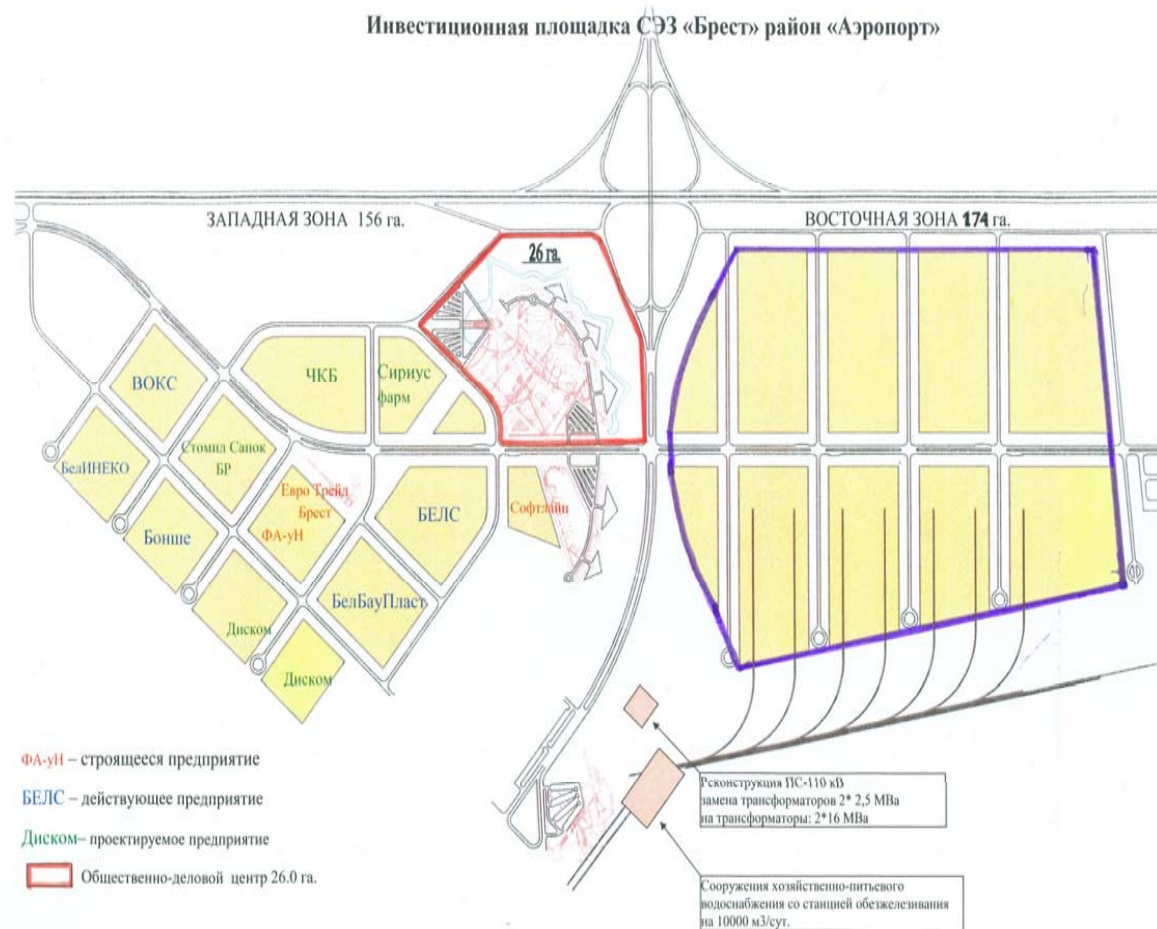 Инвестиционная площадка СЭЗ «Брест» район «Аэропорт»
ЗАПАДНАЯ ЗОНА 156 га.
ВОСТОЧНАЯ ЗОНА 174 га.
26 га.
ВОКС
ЧКБ
Сириус
фарм
Стомил Санок
БР
БелИНЕКО
Евро Трейд
Брест
ФА-уН
БЕЛС
Софтлайн
Бонше
БелБауПласт
Диском
Диском
ФА-уН – строящееся предприятие
БЕЛС – действующее предприятие
Диском– проектируемое предприятие
Общественно-деловой центр 26.0 га.
Рсконструкция ПС-110 кВ
замена трансформаторов 2* 2,5 МВа
на трансформаторы: 2*16 МВа
Сооружения хозяйственно-питьевого
водоснабжения со станцией обезжелезивания
на 10000 м3/сут.